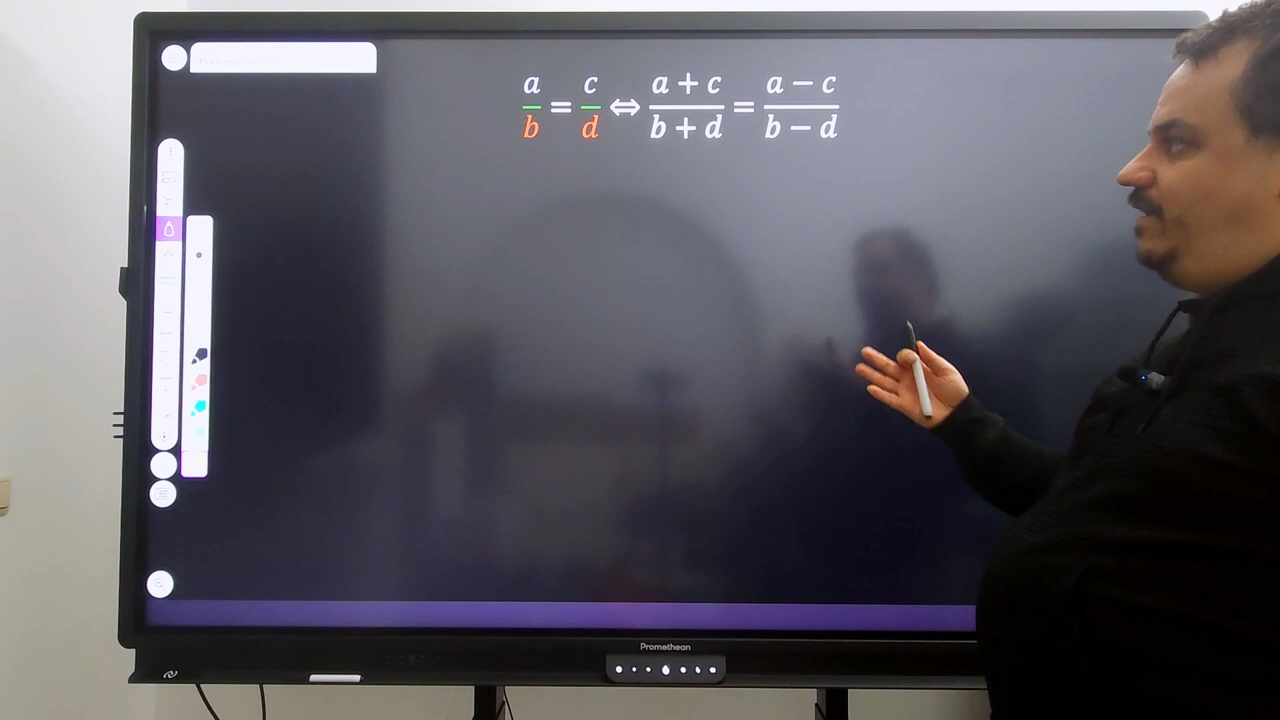 a/b = c/d ⇔ (a + c)/(b + d) = (a − c)/(b − d)
Promethean